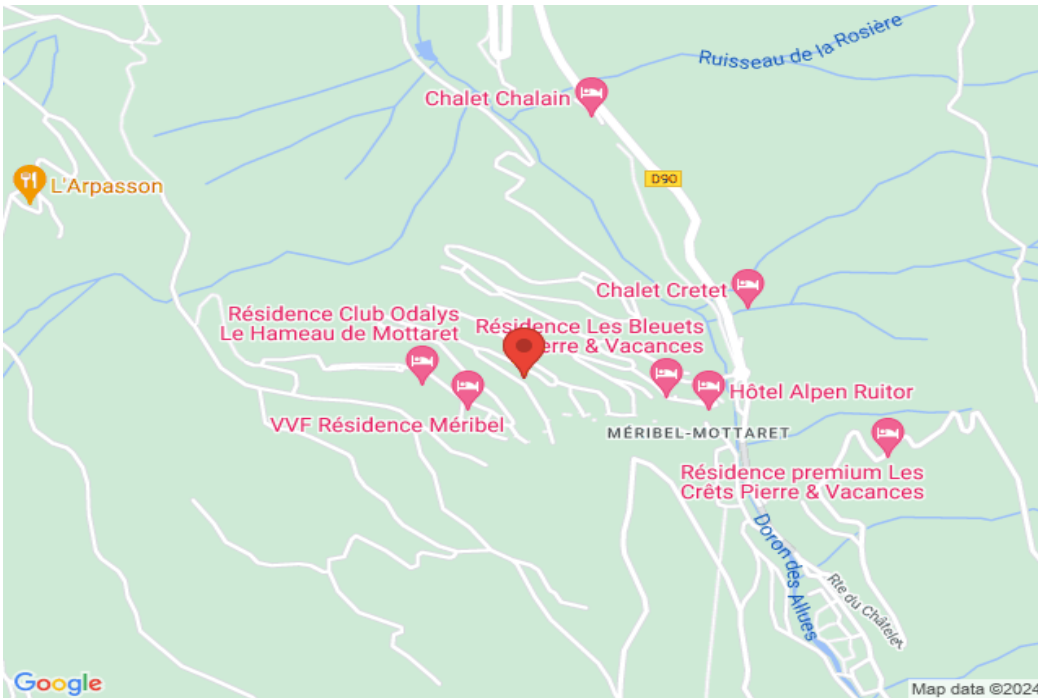 Ruisseau de la Rosière
Chalet Chalain
D90
L'Arpasson
Chalet Cretet
Résidence Club Odalys
Le Hameau de Mottaret
Résidence Les Bleuets
erre & Vacances
Hôtel Alpen Ruitor
VVF Résidence Méribel
MÉRIBEL-MOTTARET
Résidence premium Les
Crêts Pierre & Vacances
Doron des Allues
Rte du Châtelet
Google
Map data ©2024